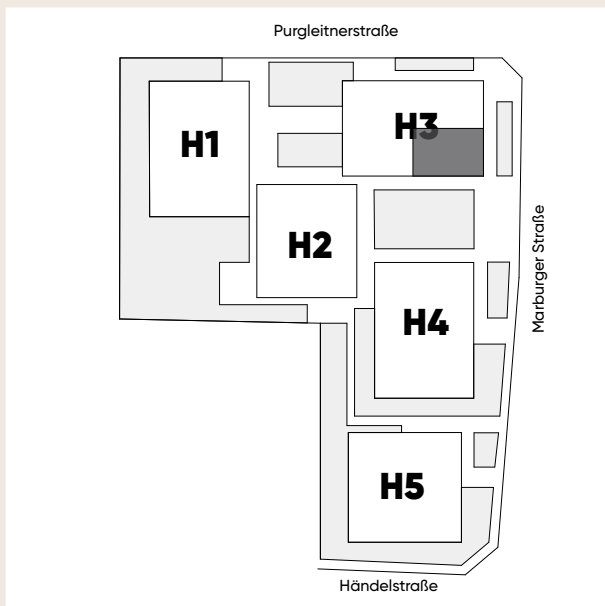 Purgleitnerstraße
H1
H3
H2
Marburger Straße
H4
H5
Händelstraße